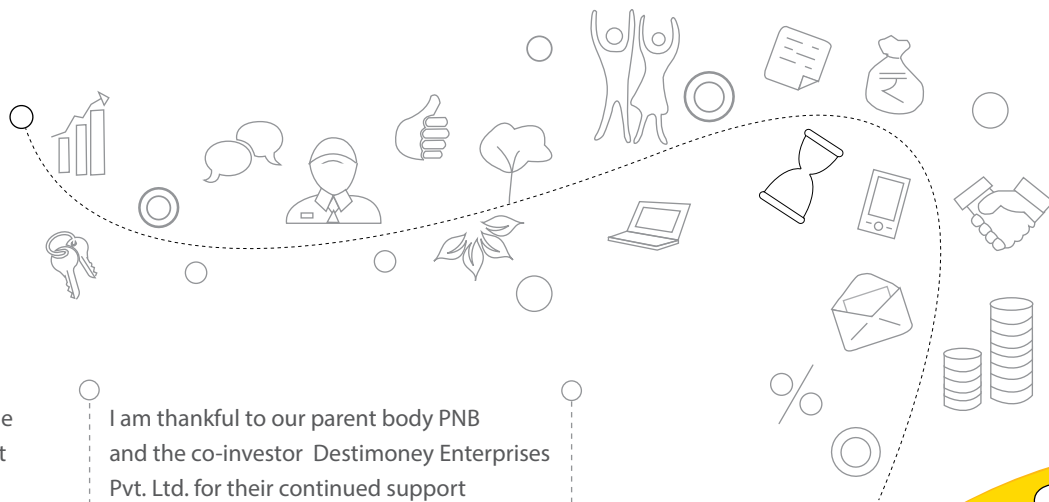 e
t
I am thankful to our parent body PNB
and the co-investor Destimoney Enterprises
Pvt. Ltd. for their continued support